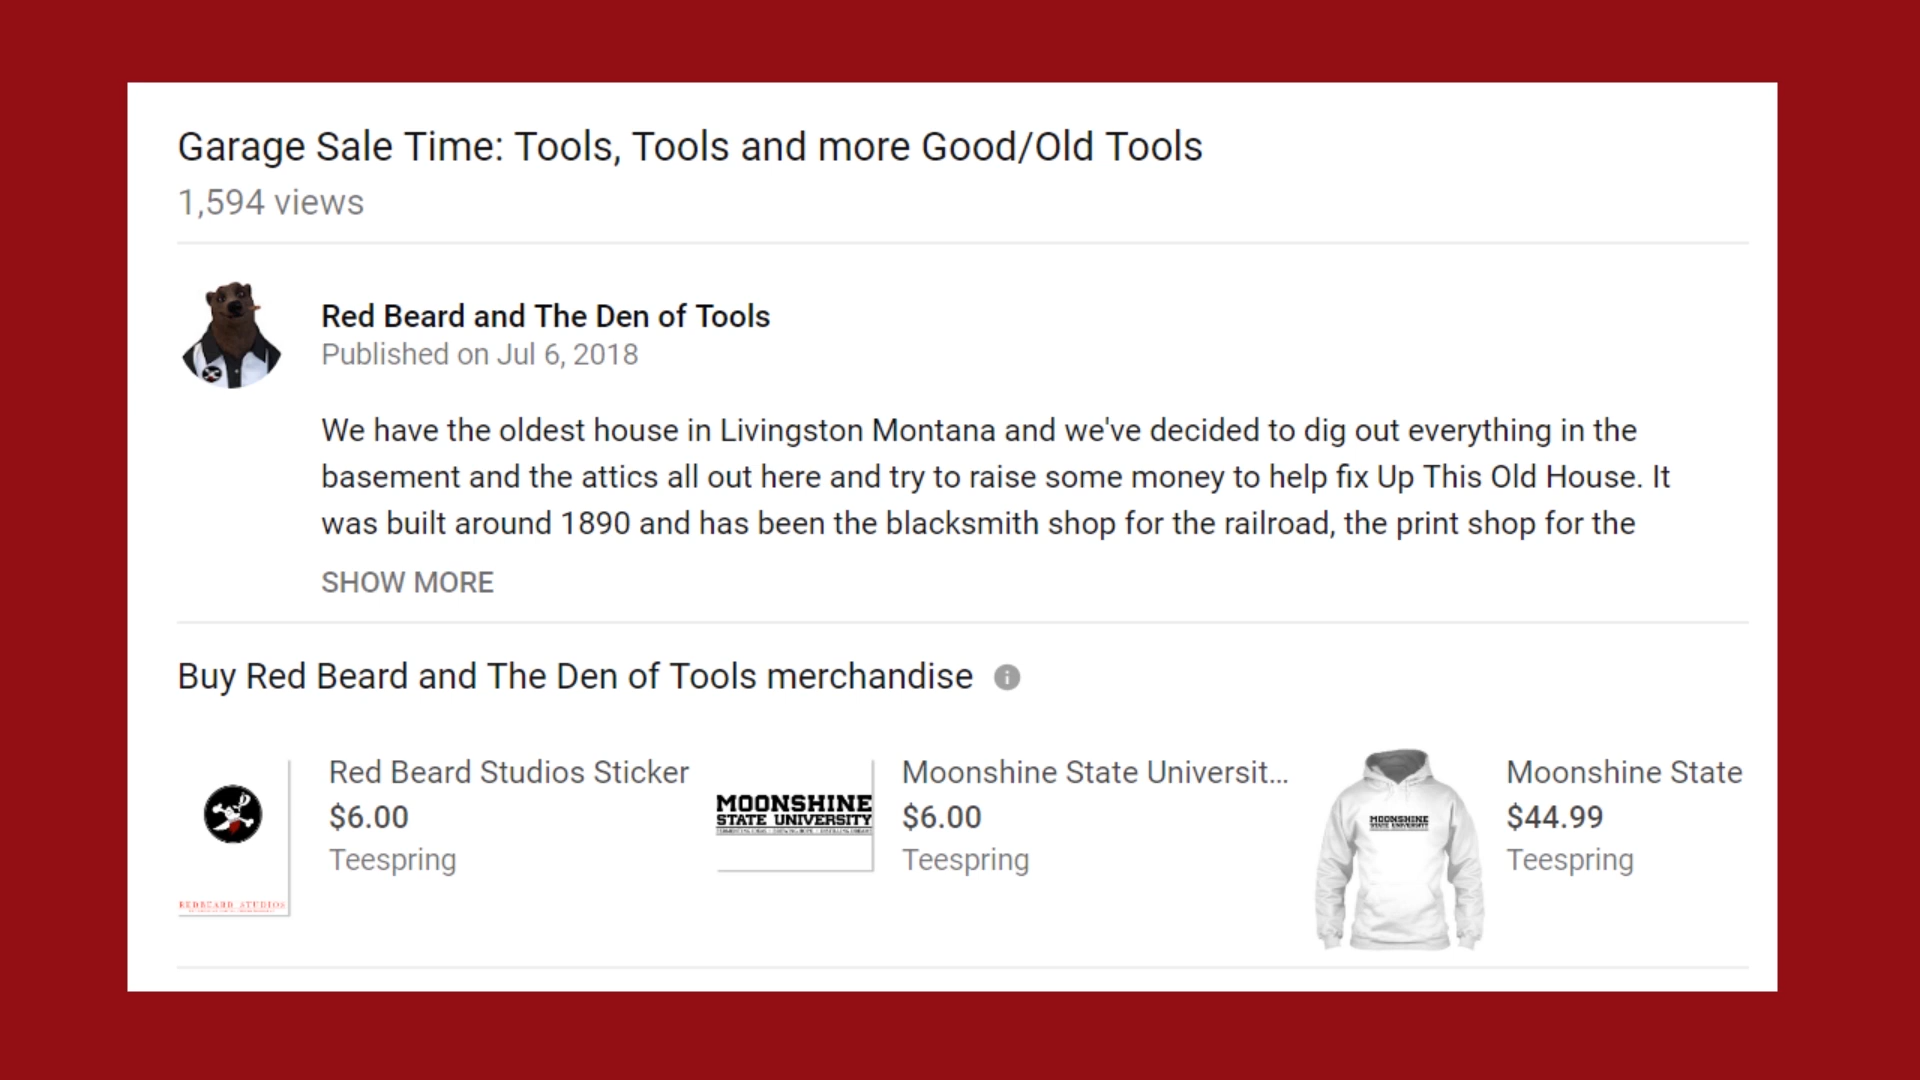 Garage Sale Time: Tools, Tools and more Good/Old Tools
1,594 views
Red Beard and The Den of Tools
Published on Jul 6, 2018
We have the oldest house in Livingston Montana and we've decided to dig out everything in the
basement and the attics all out here and try to raise some money to help fix Up This Old House. It
was built around 1890 and has been the blacksmith shop for the railroad, the print shop for the
SHOW MORE
Buy Red Beard and The Den of Tools merchandise
Red Beard Studios Sticker
$6.00
Teespring
REDBEARD STUDIOS
MOONSHINE
STATE UNIVERSITY
Moonshine State Universit...
$6.00
Teespring
MOONSHINE
STATE UNIVERSITY
Moonshine State
$44.99
Teespring